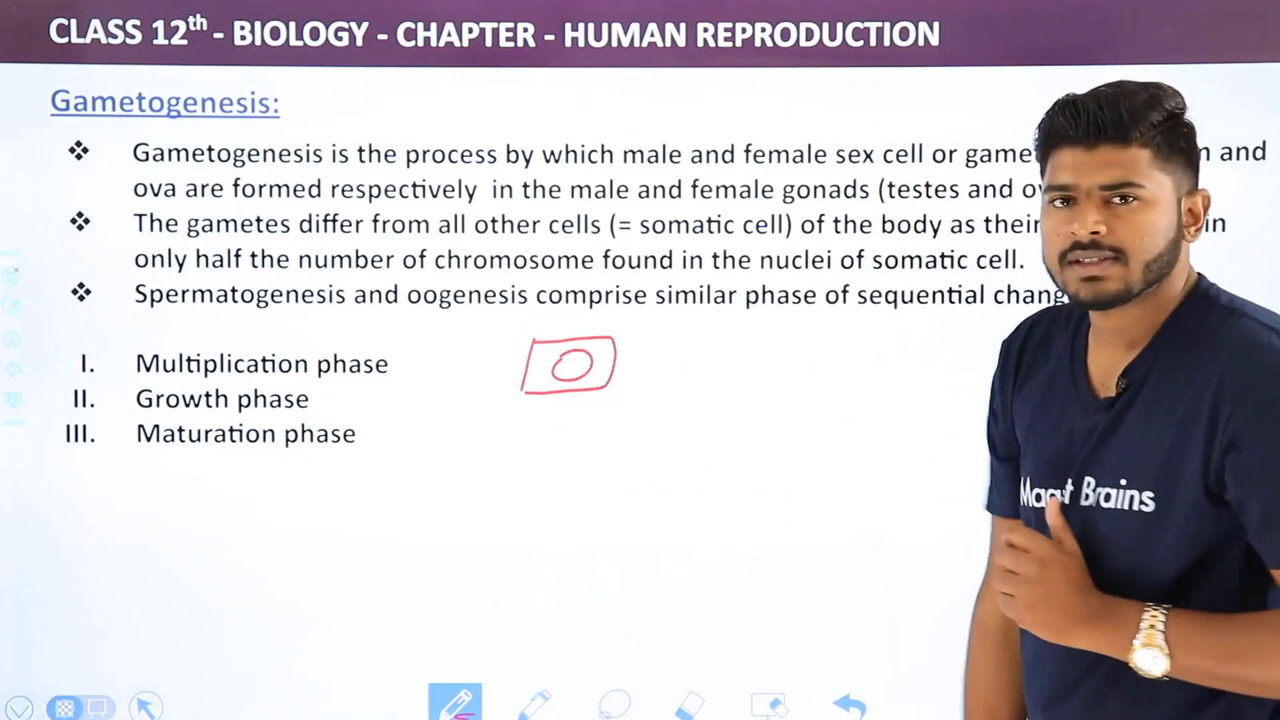 CLASS 12th - BIOLOGY - CHAPTER - HUMAN REPRODUCTION
Gametogenesis:
❖ Gametogenesis is the process by which male and female sex cell or and
ova are formed respectively in the male and female gonads (testes and
❖ The gametes differ from all other cells (= somatic cell) of the body as their in
only half the number of chromosome found in the nuclei of somatic cell.
❖ Spermatogenesis and oogenesis comprise similar phase of sequential
I. Multiplication phase
II. Growth phase
III. Maturation phase
Brains